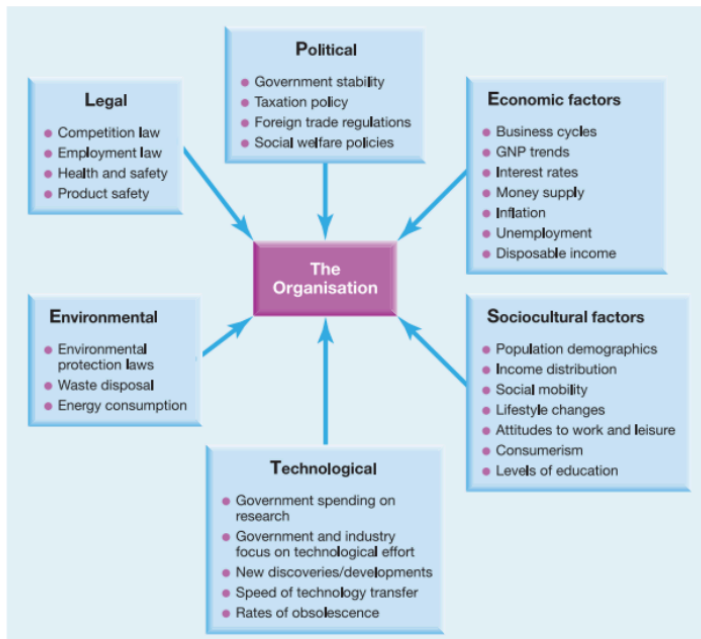 Political
Government stability
Taxation policy
Foreign trade regulations
Social welfare policies
Legal
Competition law
Employment law
Health and safety
Product safety
Economic factors
Business cycles
GNP trends
Interest rates
Money supply
Inflation
Unemployment
Disposable income
The
Organisation
Environmental
Environmental
protection laws
Waste disposal
Energy consumption
Sociocultural factors
Population demographics
Income distribution
Social mobility
Lifestyle changes
Attitudes to work and leisure
Consumerism
Levels of education
Technological
Government spending on
research
Government and industry
focus on technological effort
New discoveries/developments
Speed of technology transfer
Rates of obsolescence